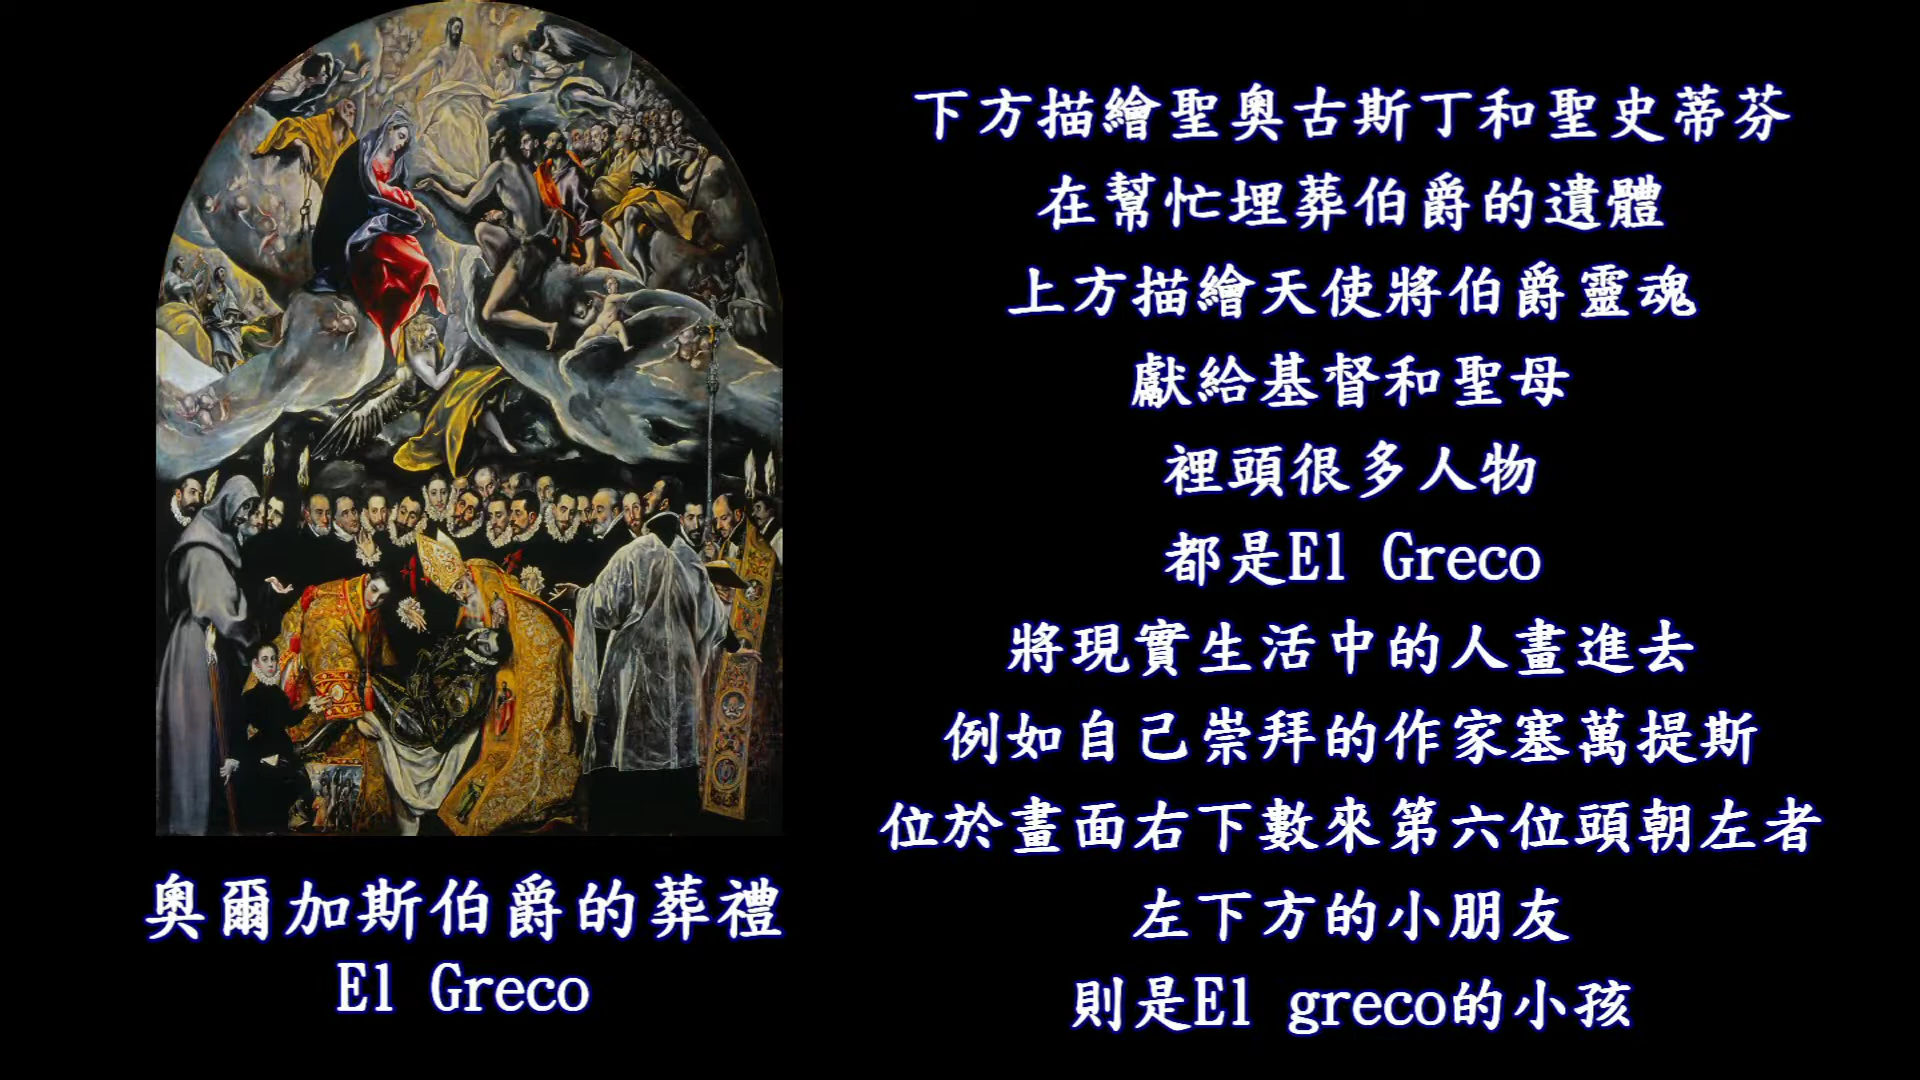 下方描繪聖奧古斯丁和聖史蒂芬
在幫忙埋葬伯爵的遺體
上方描繪天使將伯爵靈魂
獻給基督和聖母
裡頭很多人物
都是El Greco
將現實生活中的人畫進去
例如自己崇拜的作家塞萬提斯
位於畫面右下數來第六位頭朝左者
左下方的小朋友
則是El greco的小孩
奧爾加斯伯爵的葬禮
El Greco